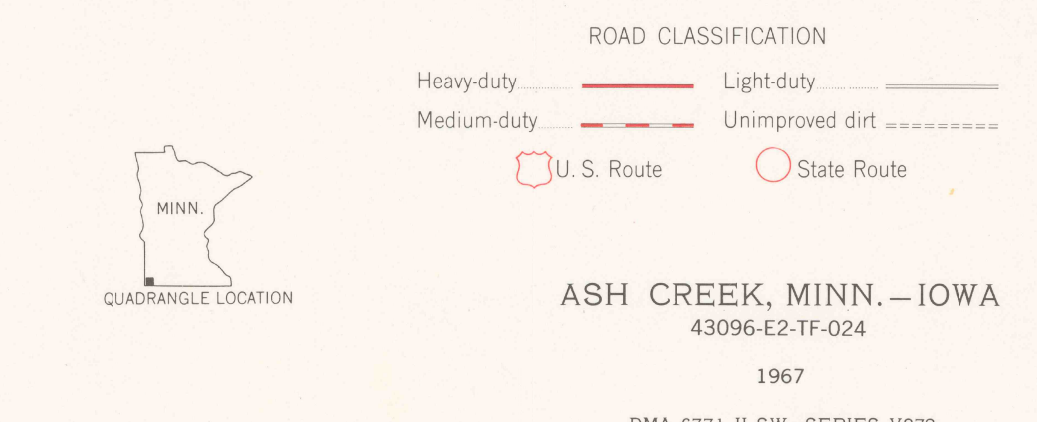 ROAD CLASSIFICATION
Heavy-duty
Light-duty
Medium-duty
Unimproved dirt
U. S. Route
State Route
MINN.
QUADRANGLE LOCATION
ASH CREEK, MINN.—IOWA
43096-E2-TF-024
1967